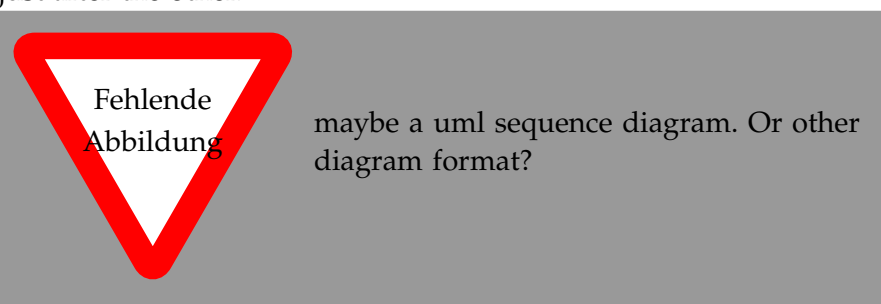 Fehlende
Abbildung
maybe a uml sequence diagram. Or other
diagram format?